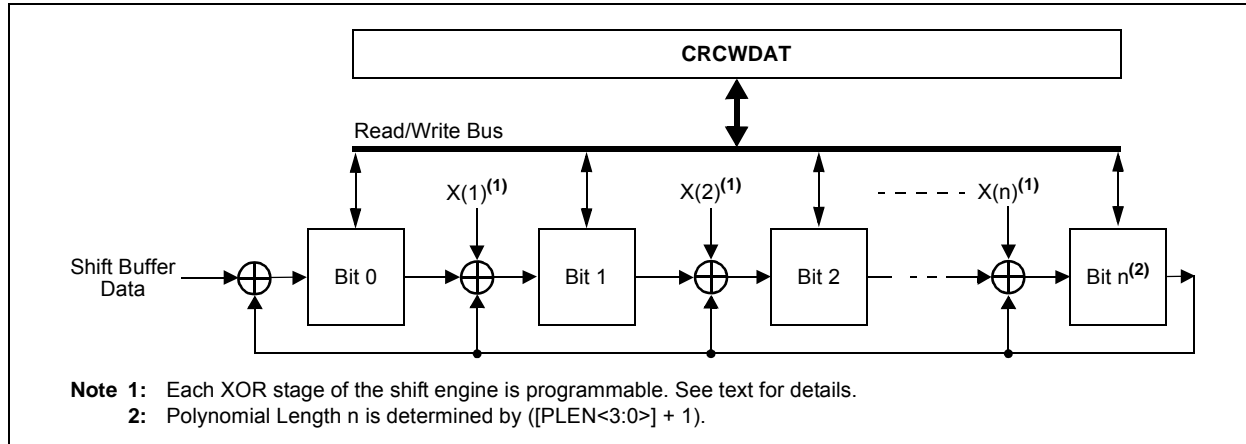 CRCWDAT
Read/Write Bus
X(1)(1)
X(2)(1)
X(n)(1)
Shift Buffer
Data
Bit 0
Bit 1
Bit 2
Bit n(2)
Note 1: Each XOR stage of the shift engine is programmable. See text for details.
2: Polynomial Length n is determined by ([PLEN<3:0>] + 1).